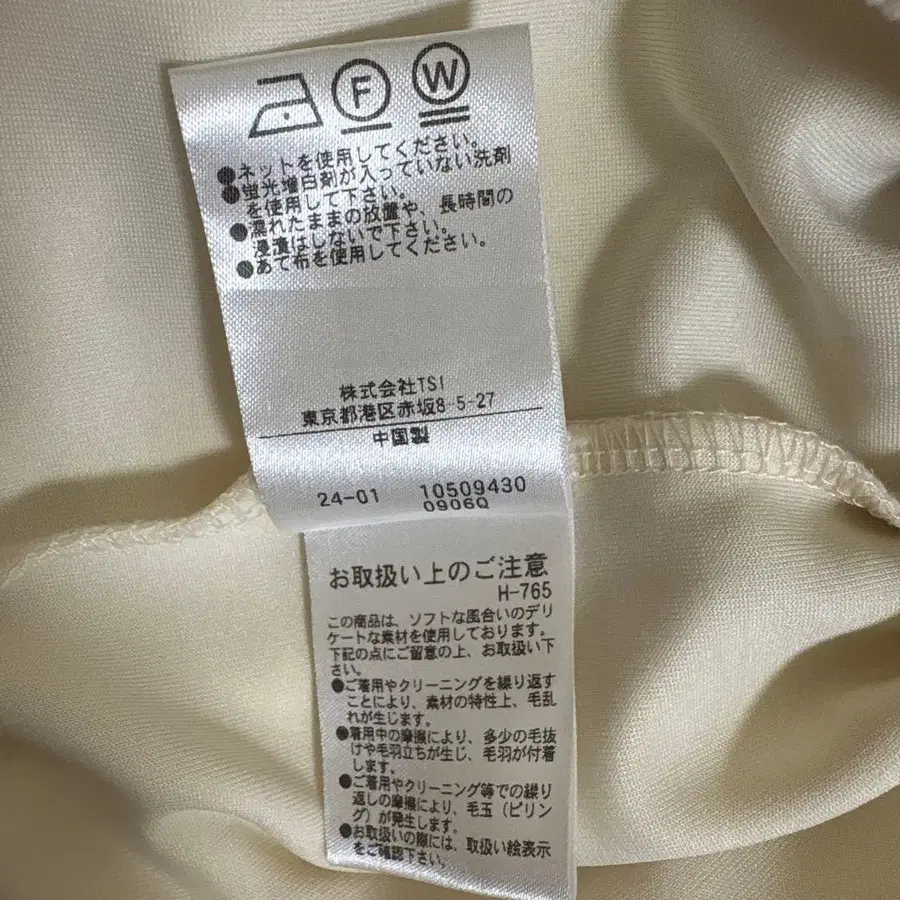 F W
●ネットを使用してください。
●蛍光増白剤が入っていない洗剤
を使用して下さい。
●濡れたままの放置や、長時間の
浸漬はしないで下さい。
●あて布を使用してください。
株式会社TSI
東京都港区赤坂8-5-27
中国製
24-01 10509430
0906Q
お取扱い上のご注意
H-765
この商品は、ソフトな風合いのデリ
ケートな素材を使用しております。
下記の点にご留意の上、お取扱い下
さい。
●ご着用やクリーニングを繰り返す
ことにより、素材の特性上、毛乱
れが生じます。
●着用中の摩擦により、多少の毛抜
けや毛羽立ちが生じ、毛羽が付着
します。
●ご着用やクリーニング等での繰り
返しの摩擦により、毛玉（ピリン
グ）が発生します。
●お取扱いの際には、取扱い絵表示
をご確認下さい。